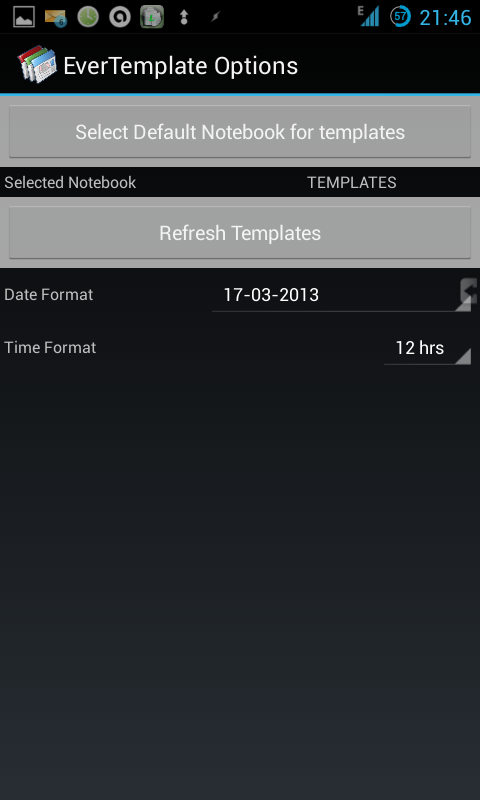 E 57 21:46
EverTemplate Options
Select Default Notebook for templates
Selected Notebook TEMPLATES
Refresh Templates
Date Format 17-03-2013
Time Format 12 hrs